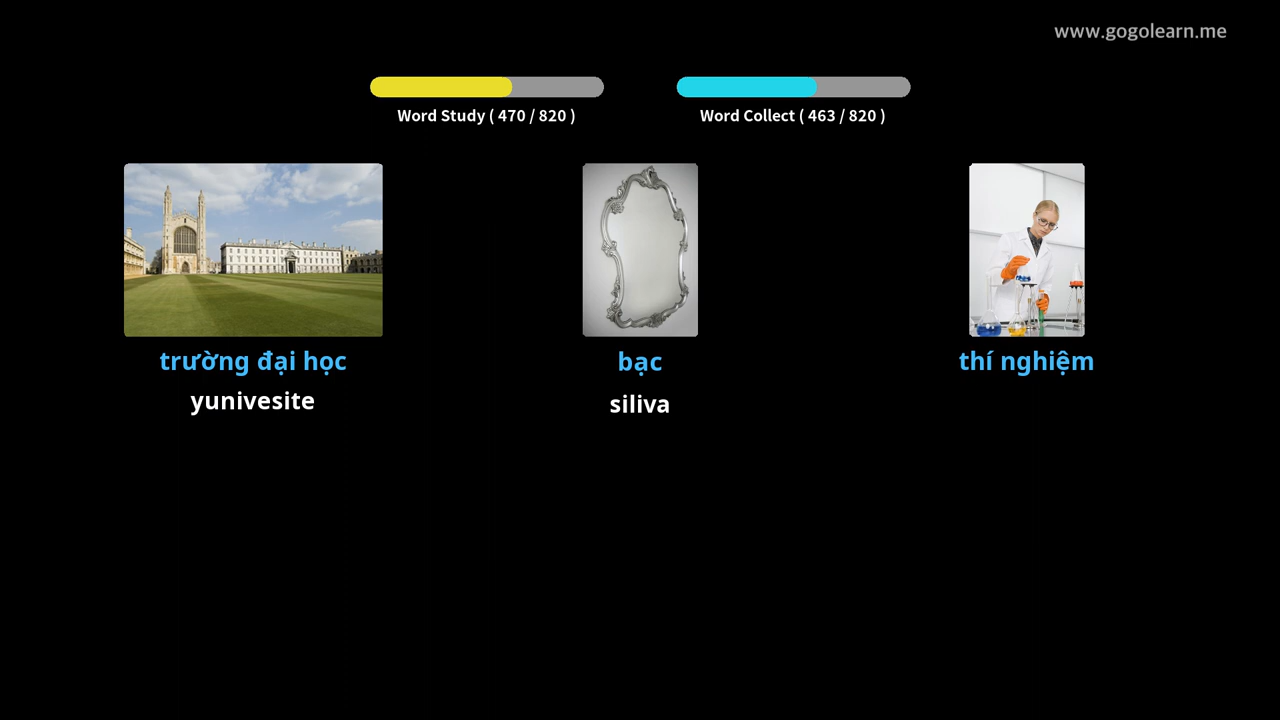 www.gogolearn.me
Word Study ( 470 / 820 )
Word Collect ( 463 / 820 )
trường đại học
yunivesite
bạc
siliva
thí nghiệm